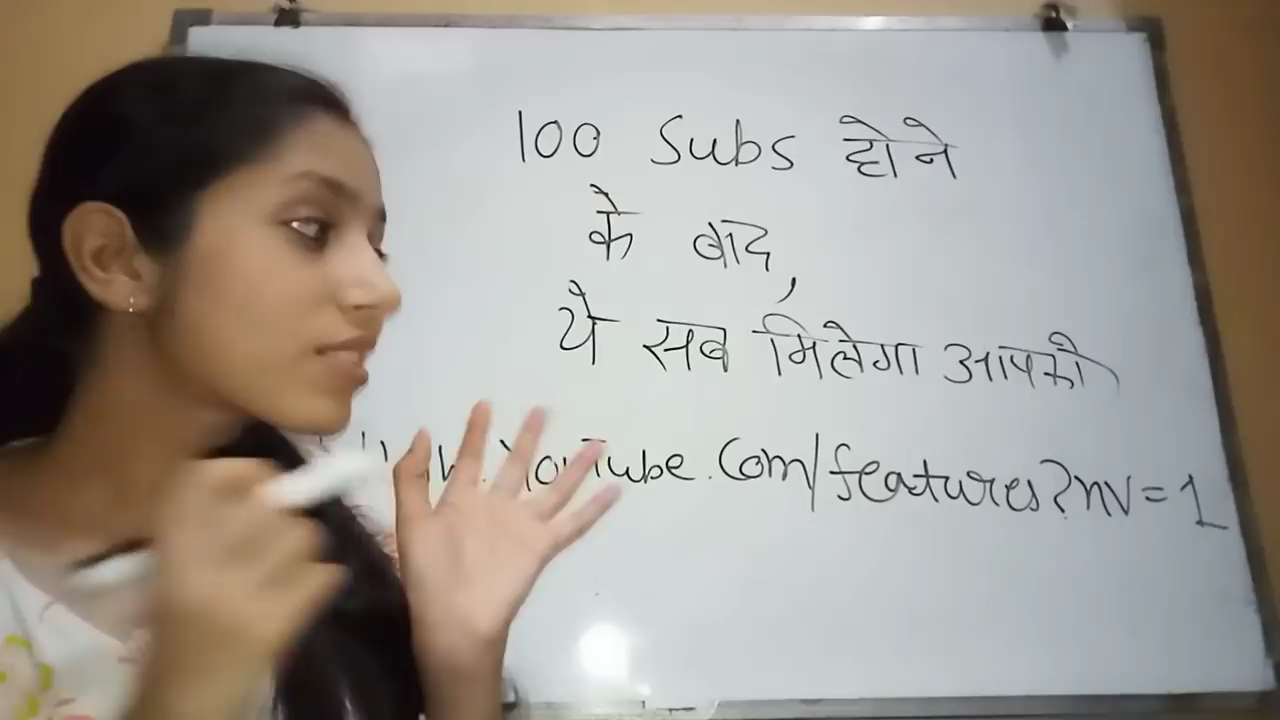 100 Subs होने
के बाद,
ये सब मिलेगा आपको
YouTube.Com/features?nv=1